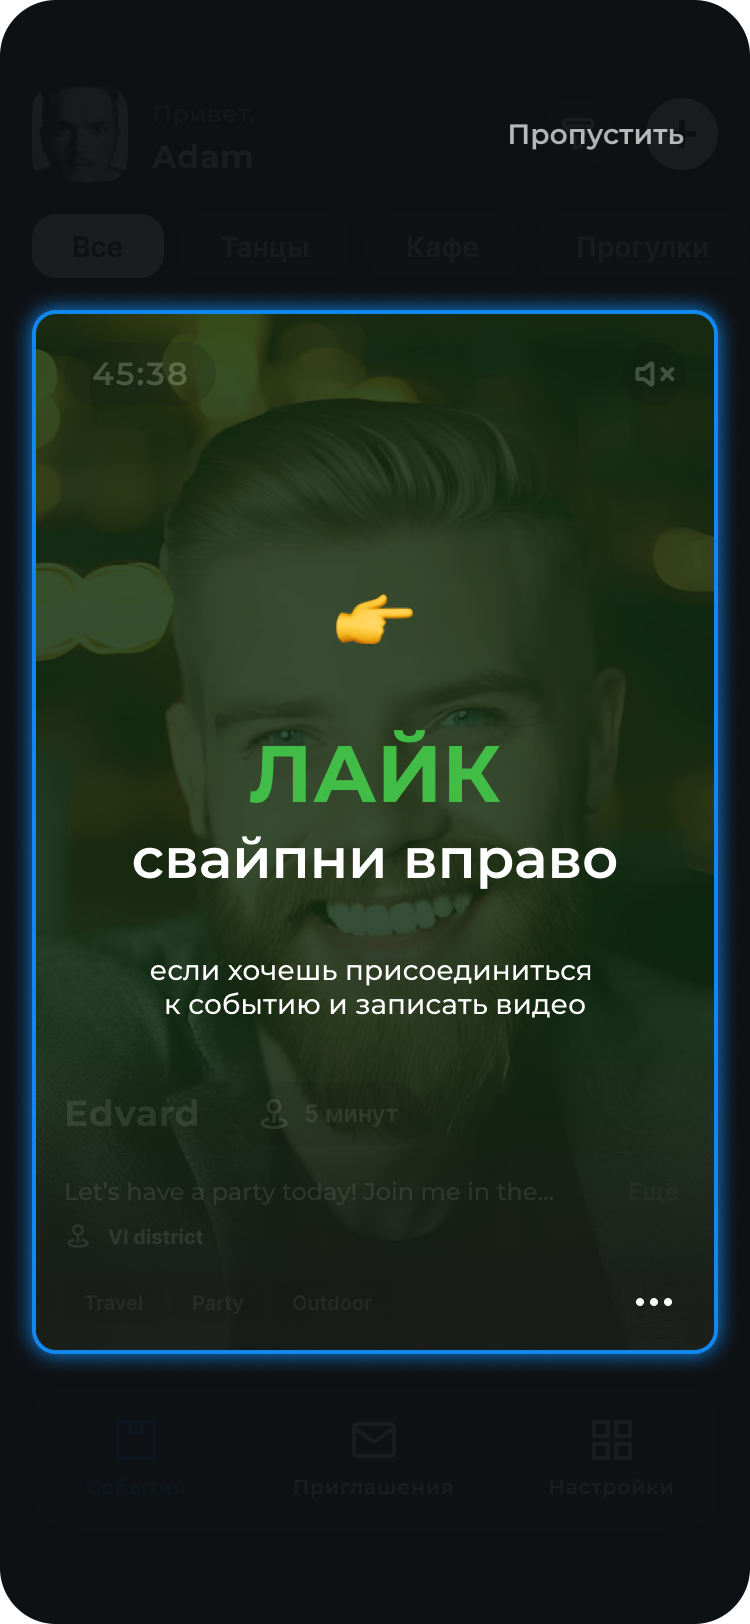 Привет,
Adam
Пропустить
Все
Танцы
Кафе
Прогулки
45:38
ЛАЙК
свайпни вправо
если хочешь присоединиться
к событию и записать видео
Edvard
5 минут
Let’s have a party today! Join me in the...
Еще
VI district
Travel
Party
Outdoor
События
Приглашения
Настройки